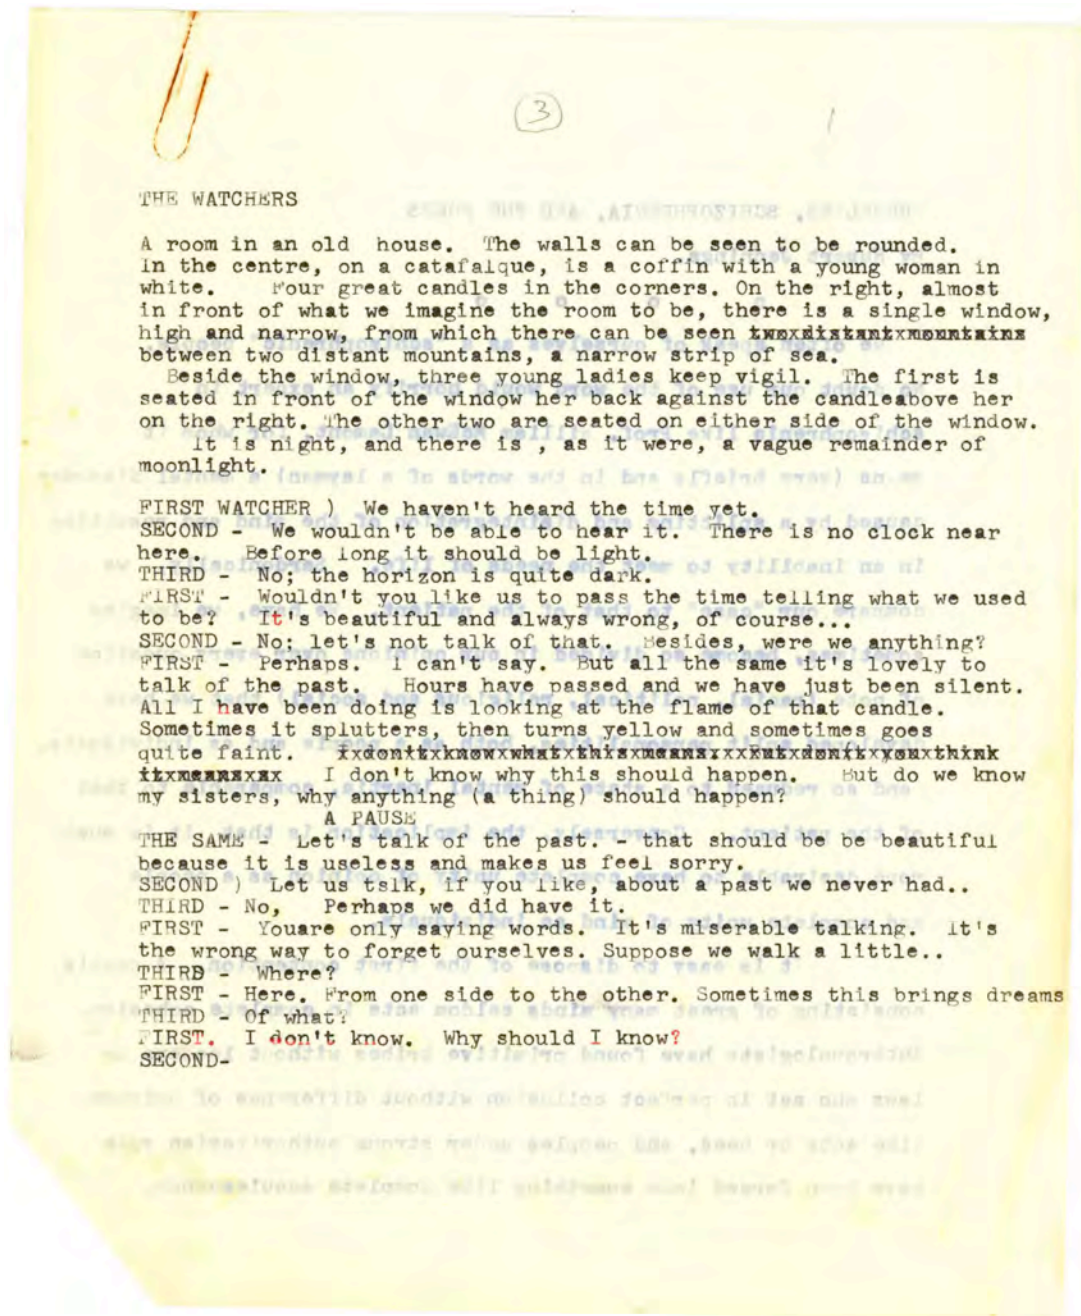 3
THE WATCHERS
A room in an old house. The walls can be seen to be rounded.
in the centre, on a catafalque, is a coffin with a young woman in
white. Four great candles in the corners. On the right, almost
in front of what we imagine the room to be, there is a single window,
high and narrow, from which there can be seen twoxdistantxmountains
between two distant mountains, a narrow strip of sea.
Beside the window, three young ladies keep vigil. The first is
seated in front of the window her back against the candleabove her
on the right. The other two are seated on either side of the window.
It is night, and there is , as it were, a vague remainder of
moonlight.
FIRST WATCHER ) We haven't heard the time yet.
SECOND - We wouldn't be able to hear it. There is no clock near
here. Before long it should be light.
THIRD - No; the horizon is quite dark.
FIRST - Wouldn't you like us to pass the time telling what we used
to be? It's beautiful and always wrong, of course...
SECOND - No; let's not talk of that. Besides, were we anything?
FIRST - Perhaps. I can't say. But all the same it's lovely to
talk of the past. Hours have passed and we have just been silent.
All I have been doing is looking at the flame of that candle.
Sometimes it splutters, then turns yellow and sometimes goes
quite faint. Ixdon'txknowxwhatxthisxmeans.xxButxdon'txyouxthink
itxmeansxax I don't know why this should happen. But do we know
my sisters, why anything (a thing) should happen?
A PAUSE
THE SAME - Let's talk of the past. - that should be be beautiful
because it is useless and makes us feel sorry.
SECOND ) Let us tslk, if you like, about a past we never had..
THIRD - No, Perhaps we did have it.
FIRST - Youare only saying words. It's miserable talking. It's
the wrong way to forget ourselves. Suppose we walk a little..
THIRD - Where?
FIRST - Here. From one side to the other. Sometimes this brings dreams
THIRD - Of what?
FIRST. I don't know. Why should I know?
SECOND-